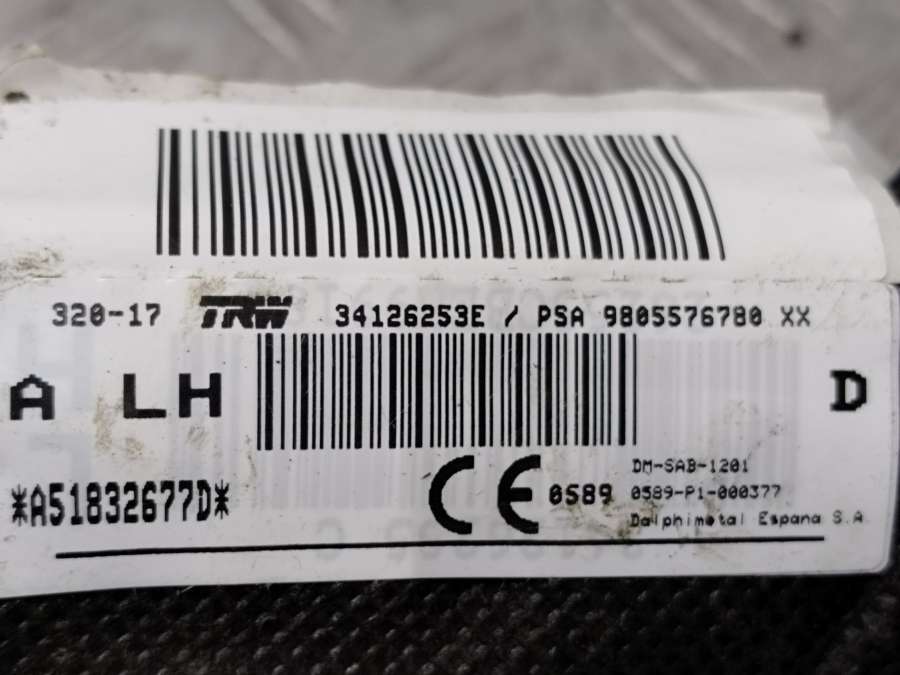 320-17 TRW 34126253E / PSA 9805576780 XX
A LH D
*A51832677D*
CE 0589
DM-SAB-1201
0589-P1-000377
Dalphimetal Espana S.A.